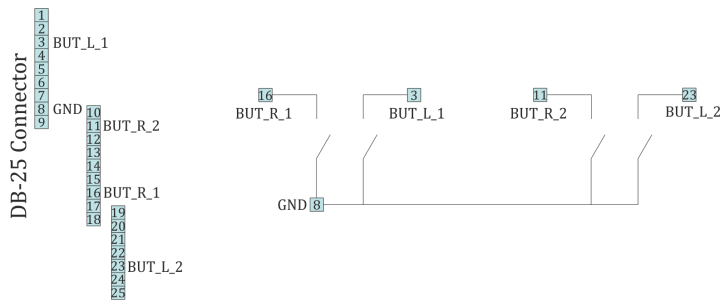 DB-25 Connector
1
2
3 BUT_L_1
4
5
6
7
8 GND
9
10
11 BUT_R_2
12
13
14
15
16 BUT_R_1
17
18
19
20
21
22
23 BUT_L_2
24
25
16 3 11 23
BUT_R_1 BUT_L_1 BUT_R_2 BUT_L_2
GND 8